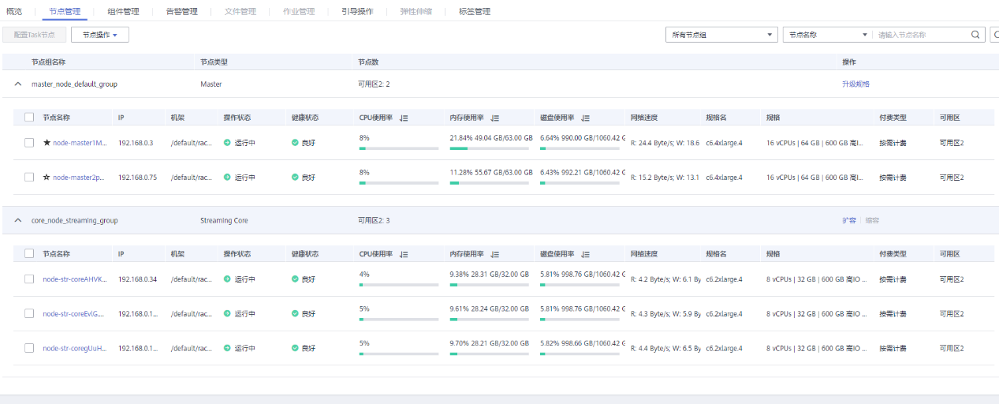 概览 节点管理 组件管理 告警管理 文件管理 作业管理 引导操作 弹性伸缩 标签管理
配置Task节点 节点操作 所有节点组 节点名称 请输入节点名称
节点组名称 节点类型 节点数 操作
master_node_default_group Master 可用区2: 2 升级规格
节点名称 IP 机架 操作状态 健康状态 CPU使用率 内存使用率 磁盘使用率 网络速度 规格名 规格 付费类型 可用区
node-master1M... 192.168.0.3 /default/rac... 运行中 良好 8% 21.84% 49.04 GB/63.00 GB 6.64% 990.00 GB/1060.42 G R: 24.4 Byte/s; W: 18.6 c6.4xlarge.4 16 vCPUs | 64 GB | 600 GB 高I... 按需计费 可用区2
node-master2p... 192.168.0.75 /default/rac... 运行中 良好 8% 11.28% 55.67 GB/63.00 GB 6.43% 992.21 GB/1060.42 G R: 15.2 Byte/s; W: 13.1 c6.4xlarge.4 16 vCPUs | 64 GB | 600 GB 高I... 按需计费 可用区2
core_node_streaming_group Streaming Core 可用区2: 3 扩容 缩容
节点名称 IP 机架 操作状态 健康状态 CPU使用率 内存使用率 磁盘使用率 网络速度 规格名 规格 付费类型 可用区
node-str-coreAHVK... 192.168.0.34 /default/rac... 运行中 良好 4% 9.38% 28.31 GB/32.00 GB 5.81% 998.76 GB/1060.42 G R: 4.2 Byte/s; W: 6.1 By c6.2xlarge.4 8 vCPUs | 32 GB | 600 GB 高IO ... 按需计费 可用区2
node-str-coreEvlG.... 192.168.0.1... /default/rac... 运行中 良好 5% 9.61% 28.24 GB/32.00 GB 5.81% 998.76 GB/1060.42 G R: 4.3 Byte/s; W: 5.9 By c6.2xlarge.4 8 vCPUs | 32 GB | 600 GB 高IO ... 按需计费 可用区2
node-str-coregUuH... 192.168.0.1... /default/rac... 运行中 良好 5% 9.70% 28.21 GB/32.00 GB 5.82% 998.66 GB/1060.42 G R: 4.4 Byte/s; W: 6.5 By c6.2xlarge.4 8 vCPUs | 32 GB | 600 GB 高IO ... 按需计费 可用区2